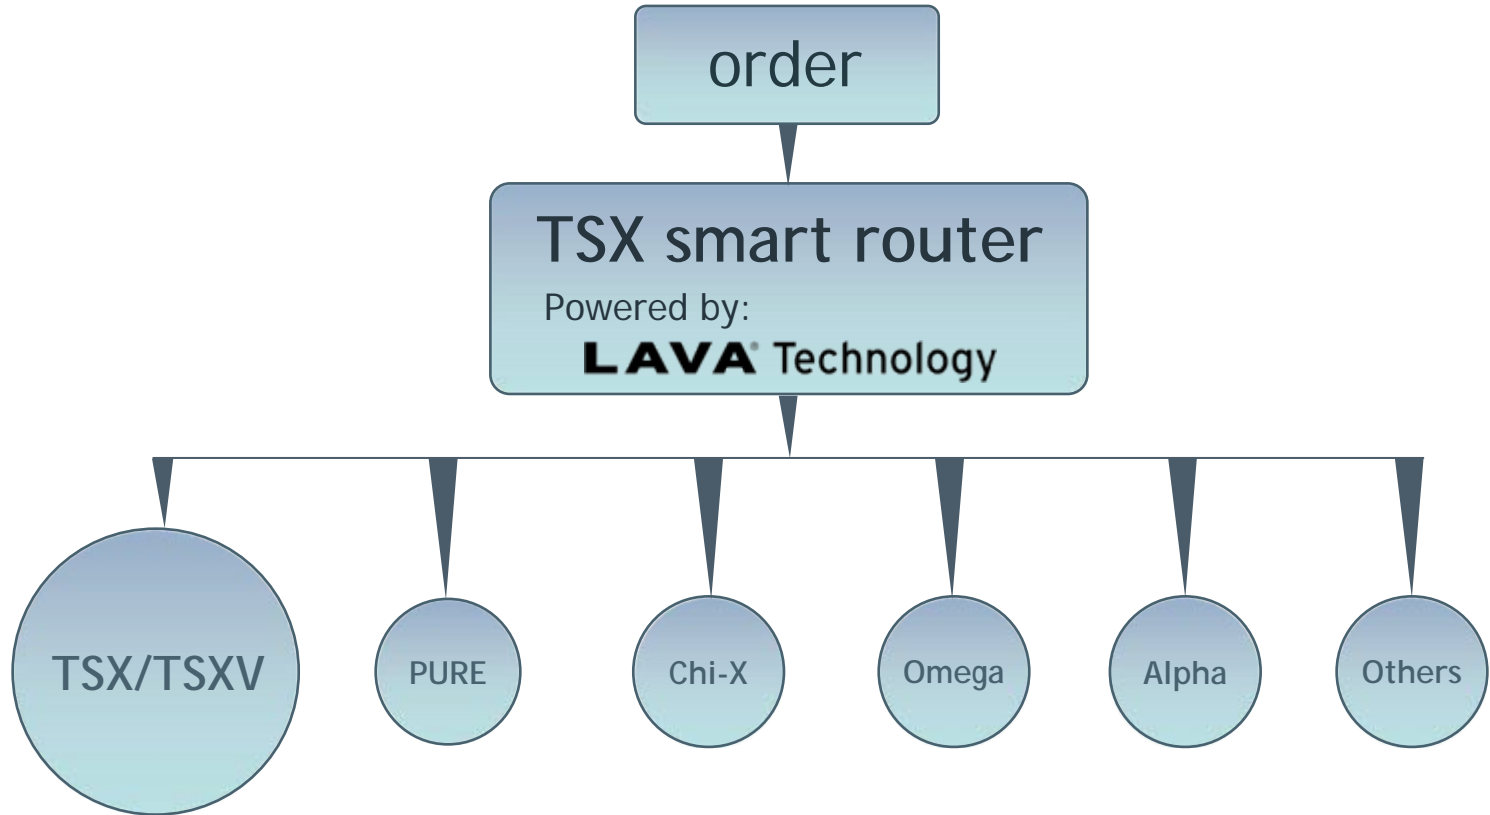 order
TSX smart router
Powered by:
LAVA® Technology
TSX/TSXV
PURE
Chi-X
Omega
Alpha
Others